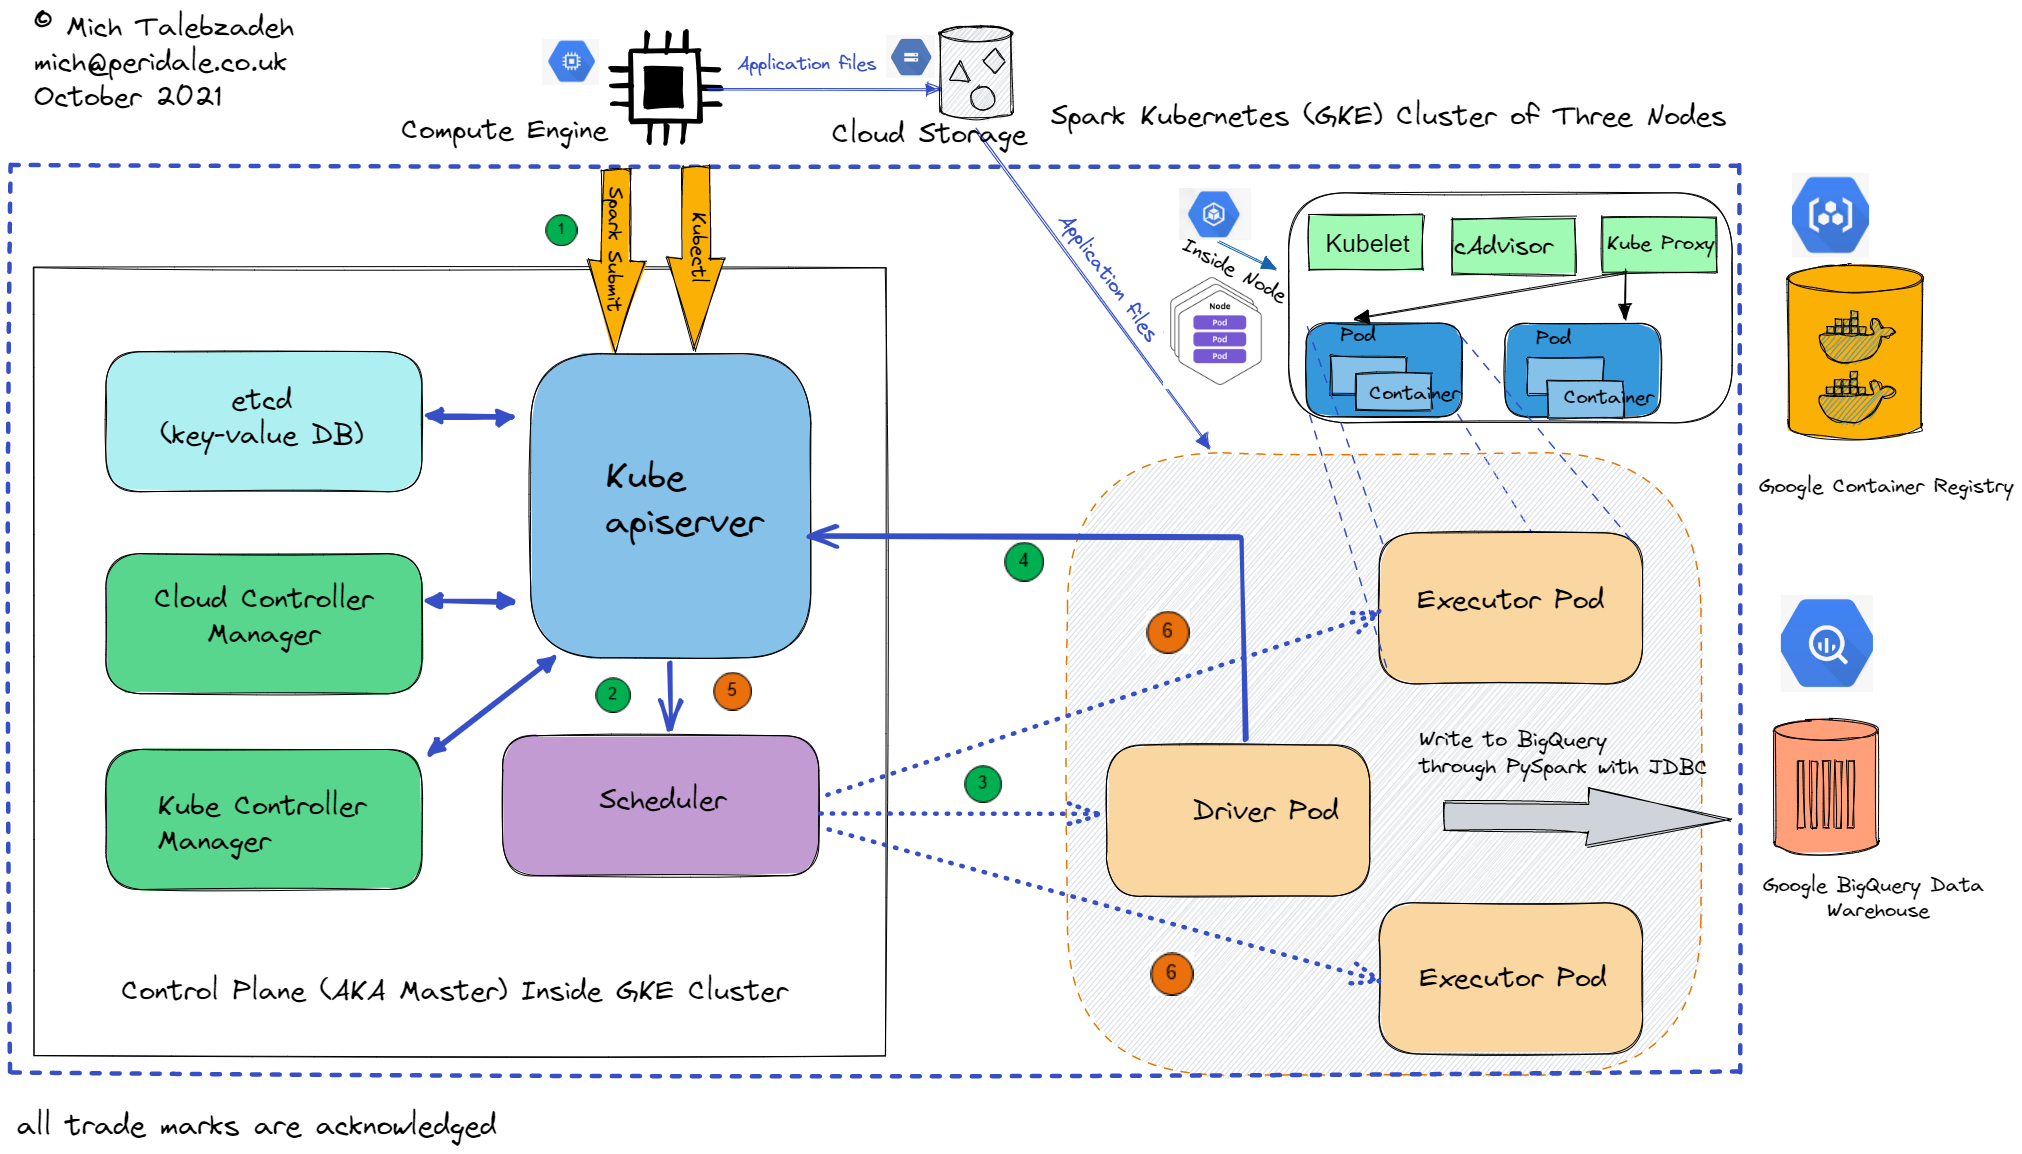 © Mich Talebzadeh
mich@peridale.co.uk
October 2021
Compute Engine
Application files
Cloud Storage
Spark Kubernetes (GKE) Cluster of Three Nodes
1
Spark Submit
Kubectl
Application files
Inside Node
Node
Pod
Pod
Pod
Kubelet
cAdvisor
Kube Proxy
Pod
Container
Pod
Container
Google Container Registry
etcd
(key-value DB)
Kube
apiserver
Cloud Controller
Manager
Kube Controller
Manager
2
5
Scheduler
4
6
3
6
Executor Pod
Driver Pod
Executor Pod
Write to BigQuery
through PySpark with JDBC
Google BigQuery Data
Warehouse
Control Plane (AKA Master) Inside GKE Cluster
all trade marks are acknowledged